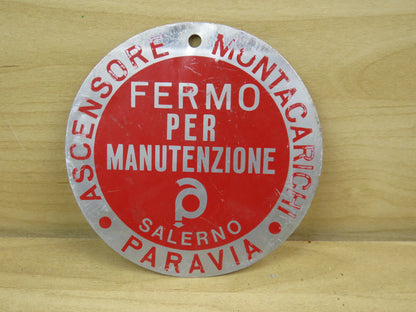 ASCENSORE MONTACARICHI
FERMO
PER
MANUTENZIONE
SALERNO
• PARAVIA •